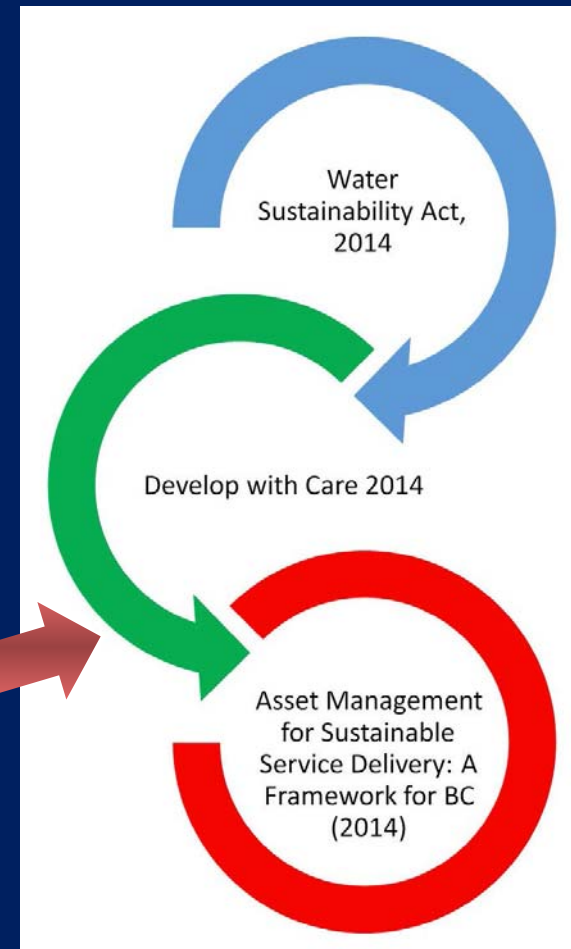 Water
Sustainability Act,
2014
Develop with Care 2014
Asset Management
for Sustainable
Service Delivery: A
Framework for BC
(2014)